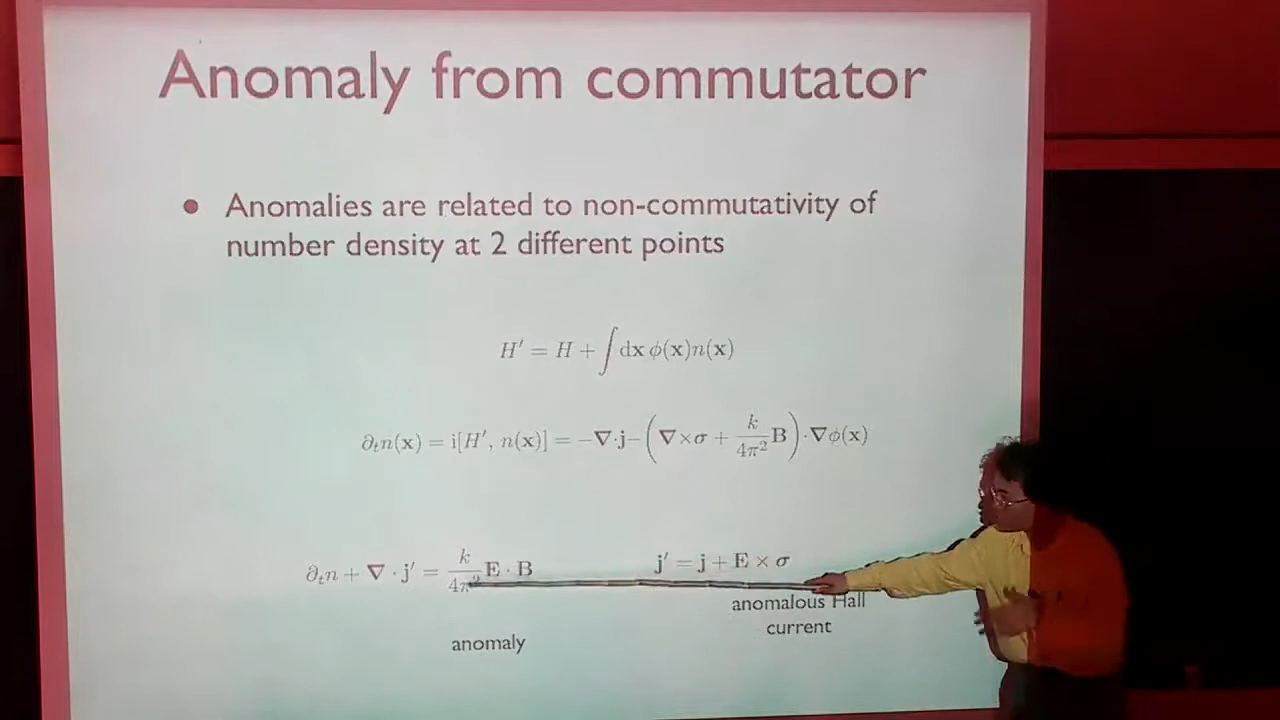 Anomaly from commutator
• Anomalies are related to non-commutativity of
number density at 2 different points
H′ = H + ∫ dx ϕ(x)n(x)
∂ₜn(x) = i[H′, n(x)] = −∇·j−(∇×σ + k/4π² B)·∇ϕ(x)
∂ₜn + ∇ · j′ = k/4π² E · B j′ = j + E × σ
anomalous Hall
current
anomaly